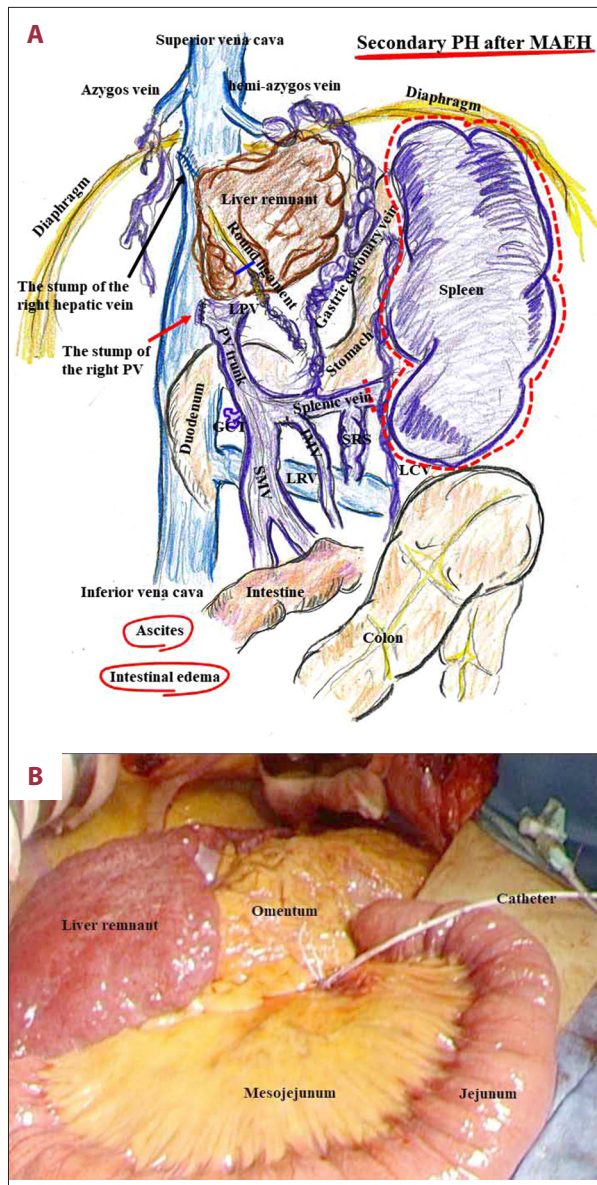 A
Superior vena cava
Secondary PH after MAEH
Azygos vein
hemi-azygos vein
Diaphragm
Diaphragm
Liver remnant
Round ligament
Gastric coronary vein
The stump of the
right hepatic vein
Spleen
LPV
The stump of
the right PV
PV trunk
Stomach
Duodenum
Splenic vein
GCT
IMV
SRS
SMV
LRV
LCV
Inferior vena cava
Intestine
Ascites
Colon
Intestinal edema
B
Catheter
Omentum
Liver remnant
Mesojejunum
Jejunum